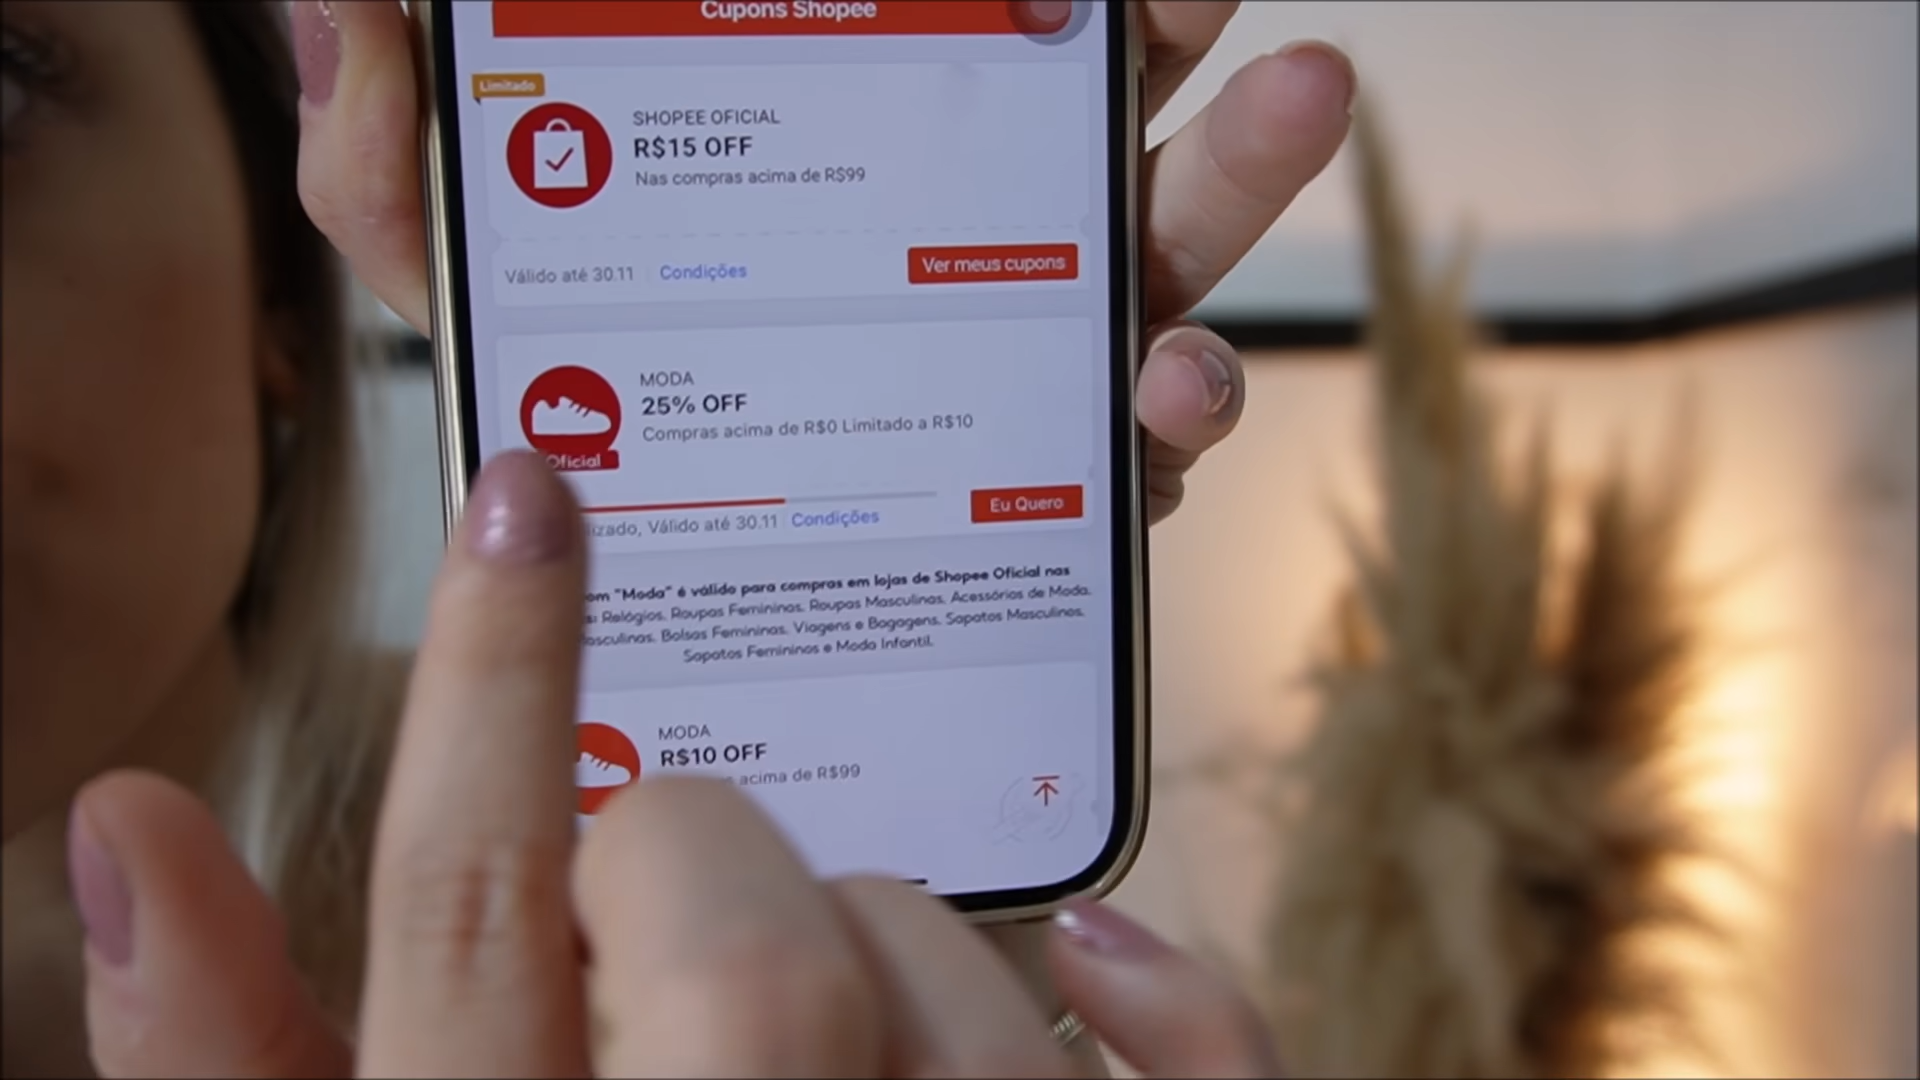 Cupons Shopee
Limitado
SHOPEE OFICIAL
R$15 OFF
Nas compras acima de R$99
Válido até 30.11
Condições
Ver meus cupons
MODA
25% OFF
Compras acima de R$0 Limitado a R$10
Oficial
izado, Válido até 30.11
Condições
Eu Quero
om "Moda" é válido para compras em lojas de Shopee Oficial nas
s: Relógios, Roupas Femininas, Roupas Masculinas, Acessórios de Moda,
asculinas, Bolsas Femininas, Viagens e Bagagens, Sapatos Masculinos,
Sapatos Femininos e Moda Infantil.
MODA
R$10 OFF
acima de R$99